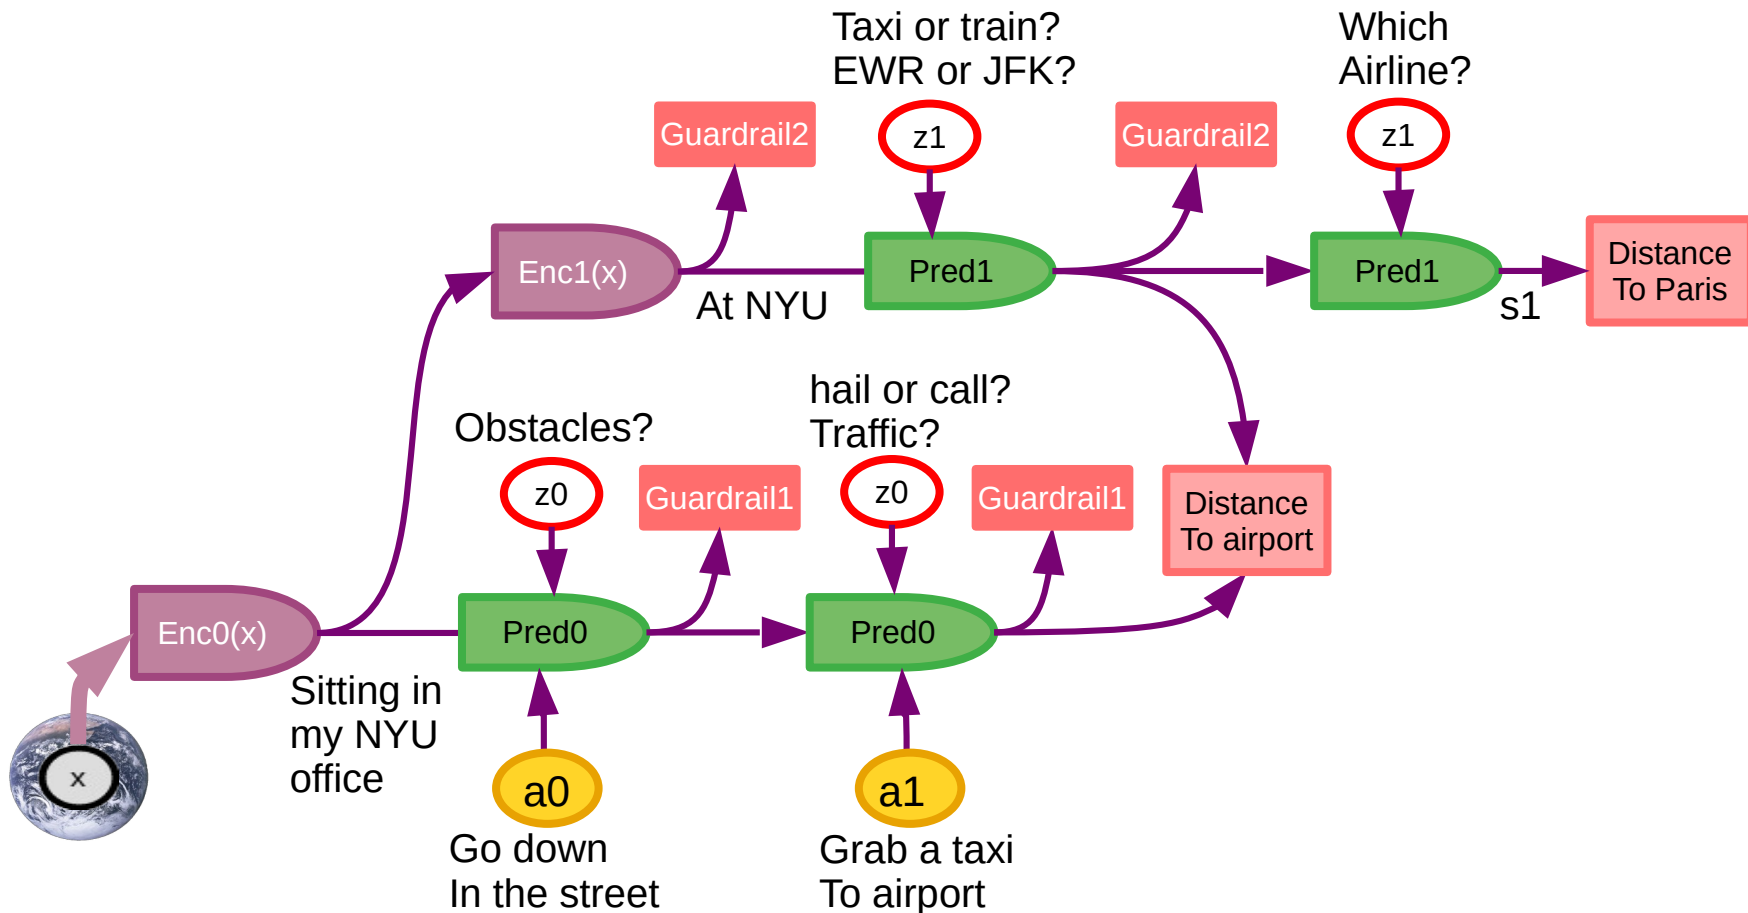 Taxi or train?
EWR or JFK?
Which
Airline?
Guardrail2
z1
Guardrail2
z1
Enc1(x)
At NYU
Pred1
Pred1
s1
Distance
To Paris
Obstacles?
hail or call?
Traffic?
z0
Guardrail1
z0
Guardrail1
Distance
To airport
Enc0(x)
Pred0
Pred0
x
Sitting in
my NYU
office
a0
Go down
In the street
a1
Grab a taxi
To airport